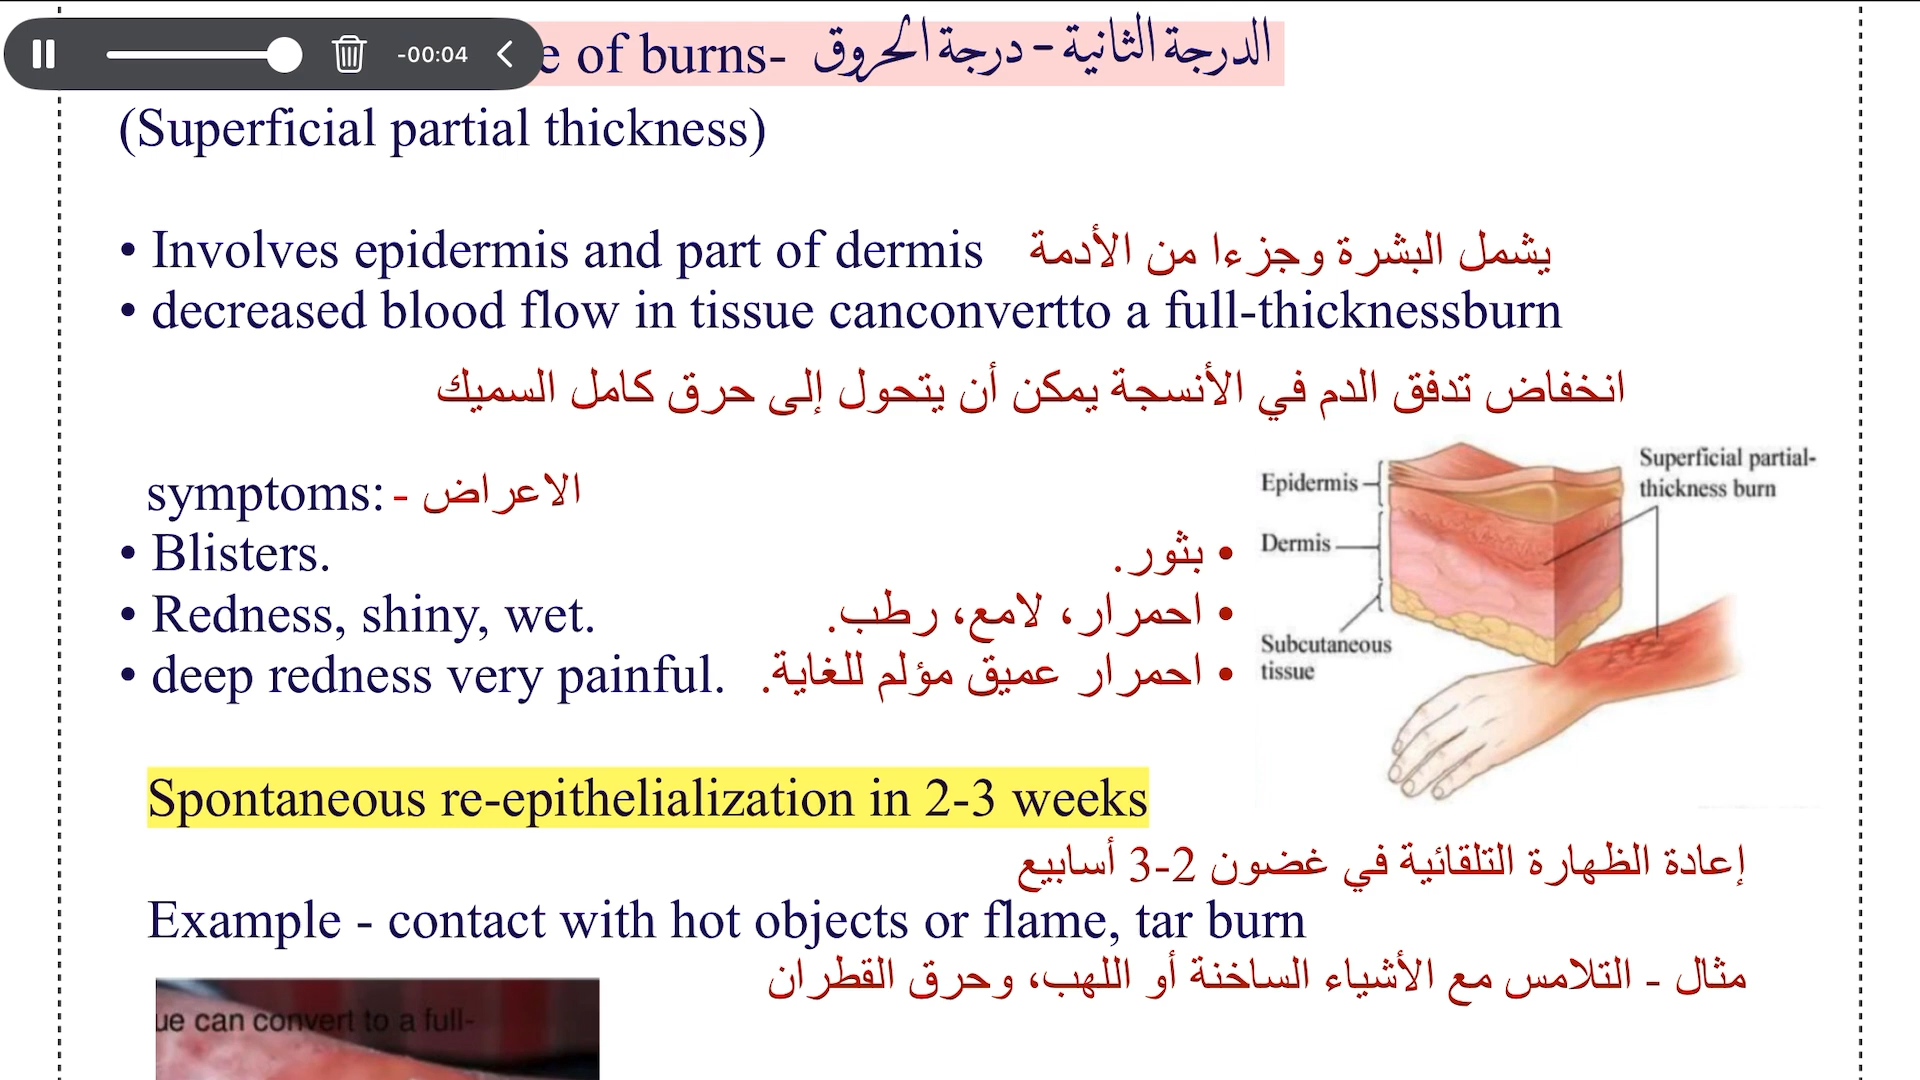 -00:04
e of burns- الدرجة الثانية - درجة الحروق
(Superficial partial thickness)
• Involves epidermis and part of dermis يشمل البشرة وجزءا من الأدمة
• decreased blood flow in tissue canconvertto a full-thicknessburn
انخفاض تدفق الدم في الأنسجة يمكن أن يتحول إلى حرق كامل السميك
symptoms: - الاعراض
• Blisters. • بثور.
• Redness, shiny, wet. • احمرار، لامع، رطب.
• deep redness very painful. • احمرار عميق مؤلم للغاية.
Superficial partial-
thickness burn
Epidermis
Dermis
Subcutaneous
tissue
Spontaneous re-epithelialization in 2-3 weeks
إعادة الظهارة التلقائية في غضون 2-3 أسابيع
Example - contact with hot objects or flame, tar burn
مثال - التلامس مع الأشياء الساخنة أو اللهب، وحرق القطران
ue can convert to a full-